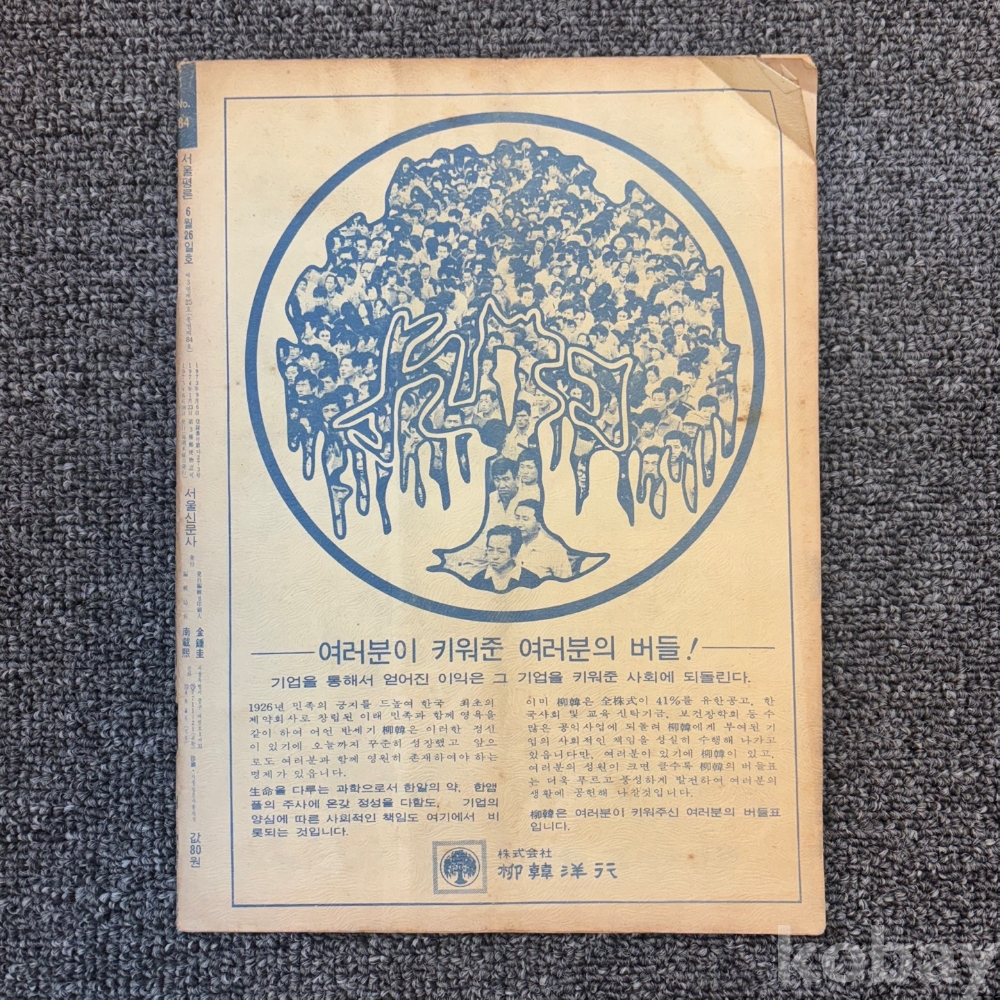 No.
84
서울평론
6월26일호
서울신문사
金鍾圭
南載熙
값80원
여러분이 키워준 여러분의 버들!
기업을 통해서 얻어진 이익은 그 기업을 키워준 사회에 되돌린다.
1926년 민족의 긍지를 드높여 한국 최초의
제약회사로 창립된 이래 민족과 함께 영욕을
같이 하여 어언 반세기 柳韓은 이러한 정신
이 있기에 오늘까지 꾸준히 성장했고 앞으
로도 여러분과 함께 영원히 존재하여야 하는
명제가 있읍니다.
生命을 다루는 과학으로서 한알의 약, 한앰
플의 주사에 온갖 정성을 다함도, 기업의
양심에 따른 사회적인 책임도 여기에서 비
롯되는 것입니다.
이미 柳韓은 全株式이 41%를 유한공고, 한
국사회 및 교육 신탁기금, 보건장학회 등 수
많은 공익사업에 되돌려 柳韓에게 부여된 기
업의 사회적인 책임을 성실히 수행해 나가고
있읍니다만, 여러분이 있기에 柳韓이 있고,
여러분의 성원이 크면 클수록 柳韓의 버들표
는 더욱 푸르고 풍성하게 발전하여 여러분의
생활에 공헌해 나갈것입니다.
柳韓은 여러분이 키워주신 여러분의 버들표
입니다.
株式会社
柳韓洋行
kobay